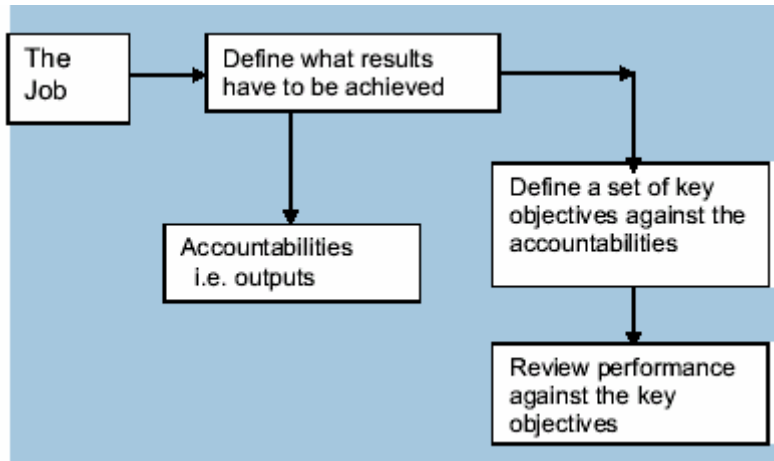 The
Job
Define what results
have to be achieved
Accountabilities
i.e. outputs
Define a set of key
objectives against the
accountabilities
Review performance
against the key
objectives